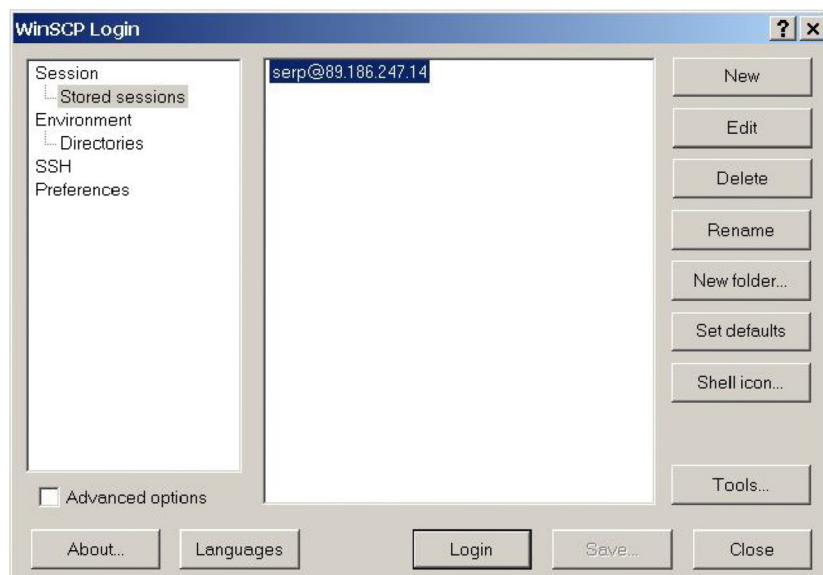 WinSCP Login
Session
Stored sessions
Environment
Directories
SSH
Preferences
Advanced options
serp@89.186.247.14
New
Edit
Delete
Rename
New folder...
Set defaults
Shell icon...
Tools...
About...
Languages
Login
Save...
Close